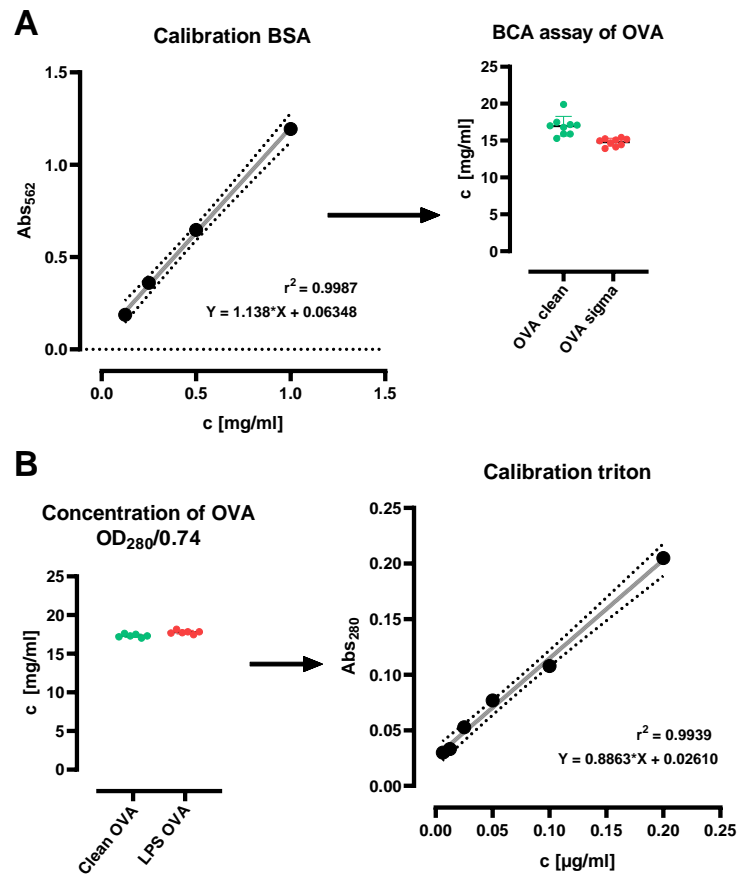 A
Calibration BSA
1.5
1.0
0.5
0.0
Abs562
r2 = 0.9987
Y = 1.138*X + 0.06348
0.0 0.5 1.0 1.5
c [mg/ml]
BCA assay of OVA
25
20
15
10
5
0
c [mg/ml]
OVA clean
OVA sigma
B
Concentration of OVA
OD280/0.74
25
20
15
10
5
0
c [mg/ml]
Clean OVA
LPS OVA
Calibration triton
0.25
0.20
0.15
0.10
0.05
0.00
Abs280
r2 = 0.9939
Y = 0.8863*X + 0.02610
0.00 0.05 0.10 0.15 0.20 0.25
c [µg/ml]